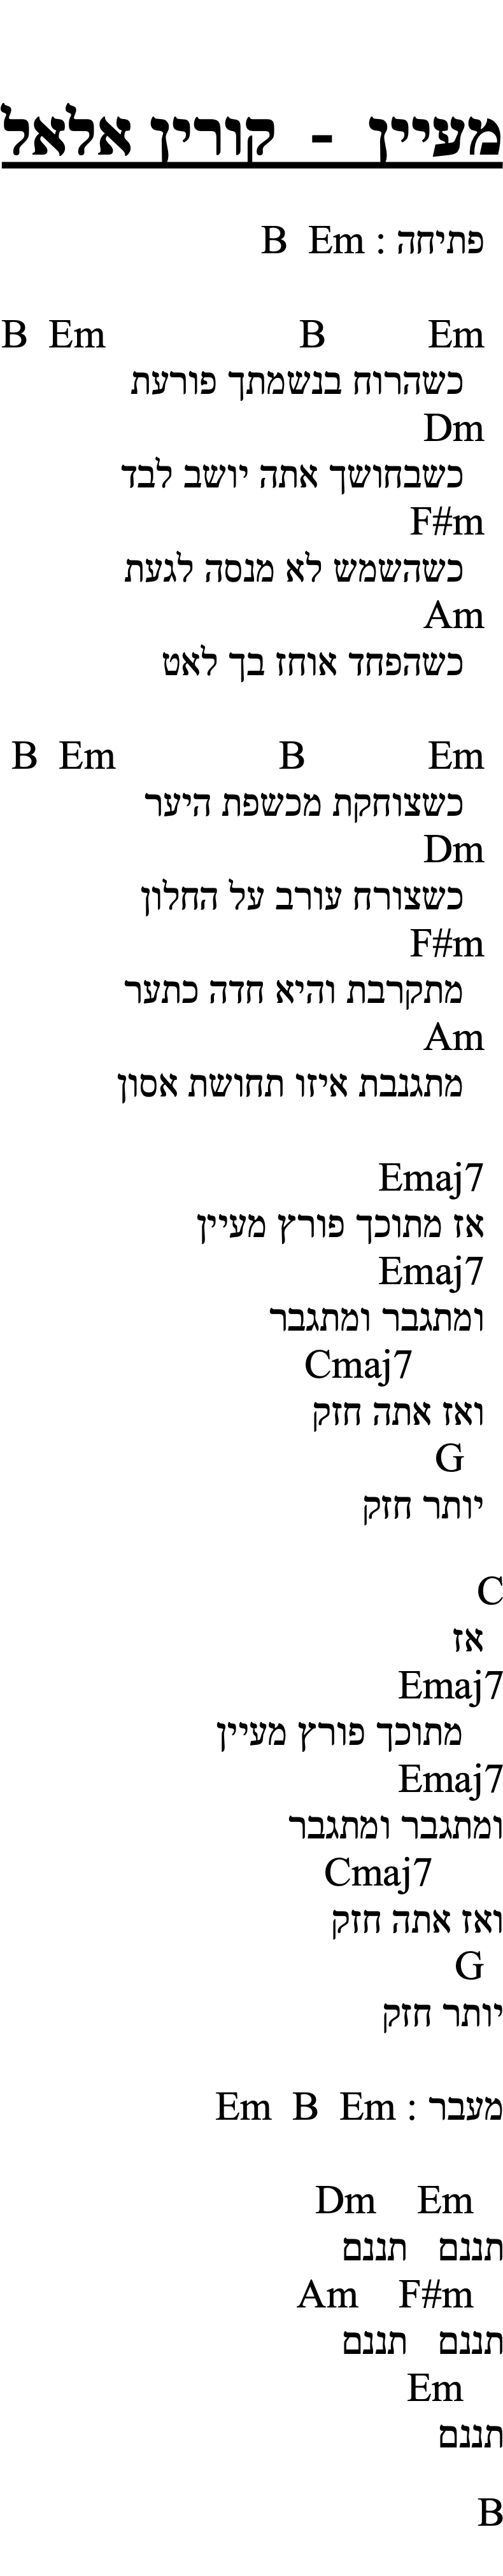 מעיין - קורין אלאל
פתיחה : B Em
B Em B Em
כשהרוח בנשמתך פורעת
Dm
כשבחושך אתה יושב לבד
F#m
כשהשמש לא מנסה לגעת
Am
כשהפחד אוחז בך לאט
B Em B Em
כשצוחקת מכשפת היער
Dm
כשצורח עורב על החלון
F#m
מתקרבת והיא חדה כתער
Am
מתגנבת איזו תחושת אסון
Emaj7
אז מתוכך פורץ מעיין
Emaj7
ומתגבר ומתגבר
Cmaj7
ואז אתה חזק
G
יותר חזק
C
אז
Emaj7
מתוכך פורץ מעיין
Emaj7
ומתגבר ומתגבר
Cmaj7
ואז אתה חזק
G
יותר חזק
מעבר : Em B Em
Dm Em
תננם תננם
Am F#m
תננם תננם
Em
תננם
B